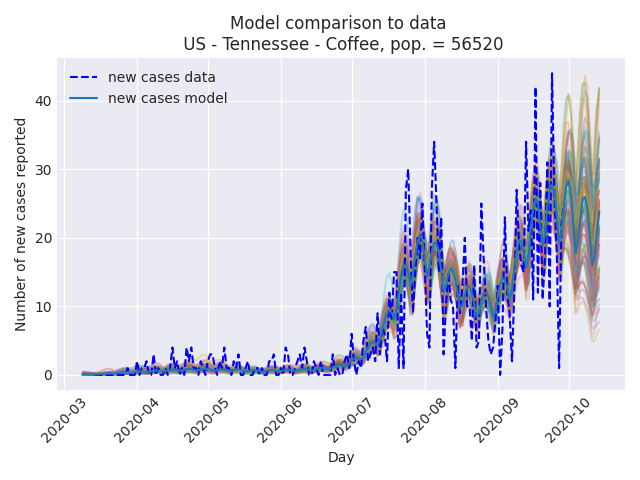 Model comparison to data
US - Tennessee - Coffee, pop. = 56520
new cases data
new cases model
Number of new cases reported
40
30
20
10
0
2020-03
2020-04
2020-05
2020-06
2020-07
2020-08
2020-09
2020-10
Day